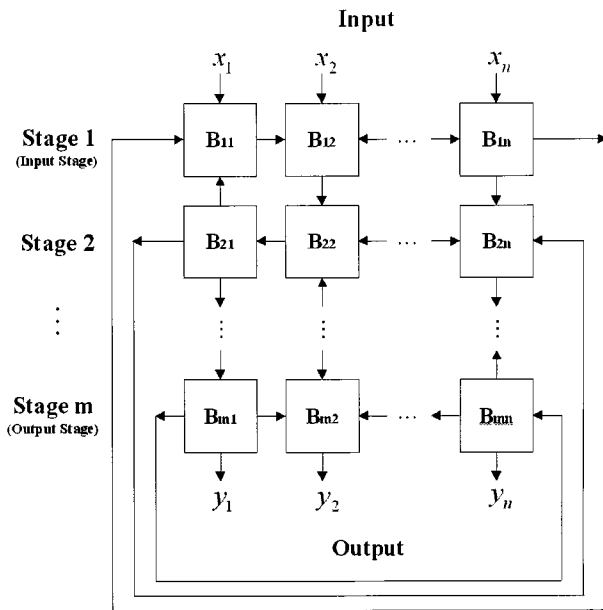 Input
x1 x2 xn
Stage 1 B11 B12 ... B1n
(Input Stage)
Stage 2 B21 B22 ... B2n
⋮ ⋮ ⋮ ⋮
Stage m Bm1 Bm2 ... Bmn
(Output Stage)
y1 y2 yn
Output